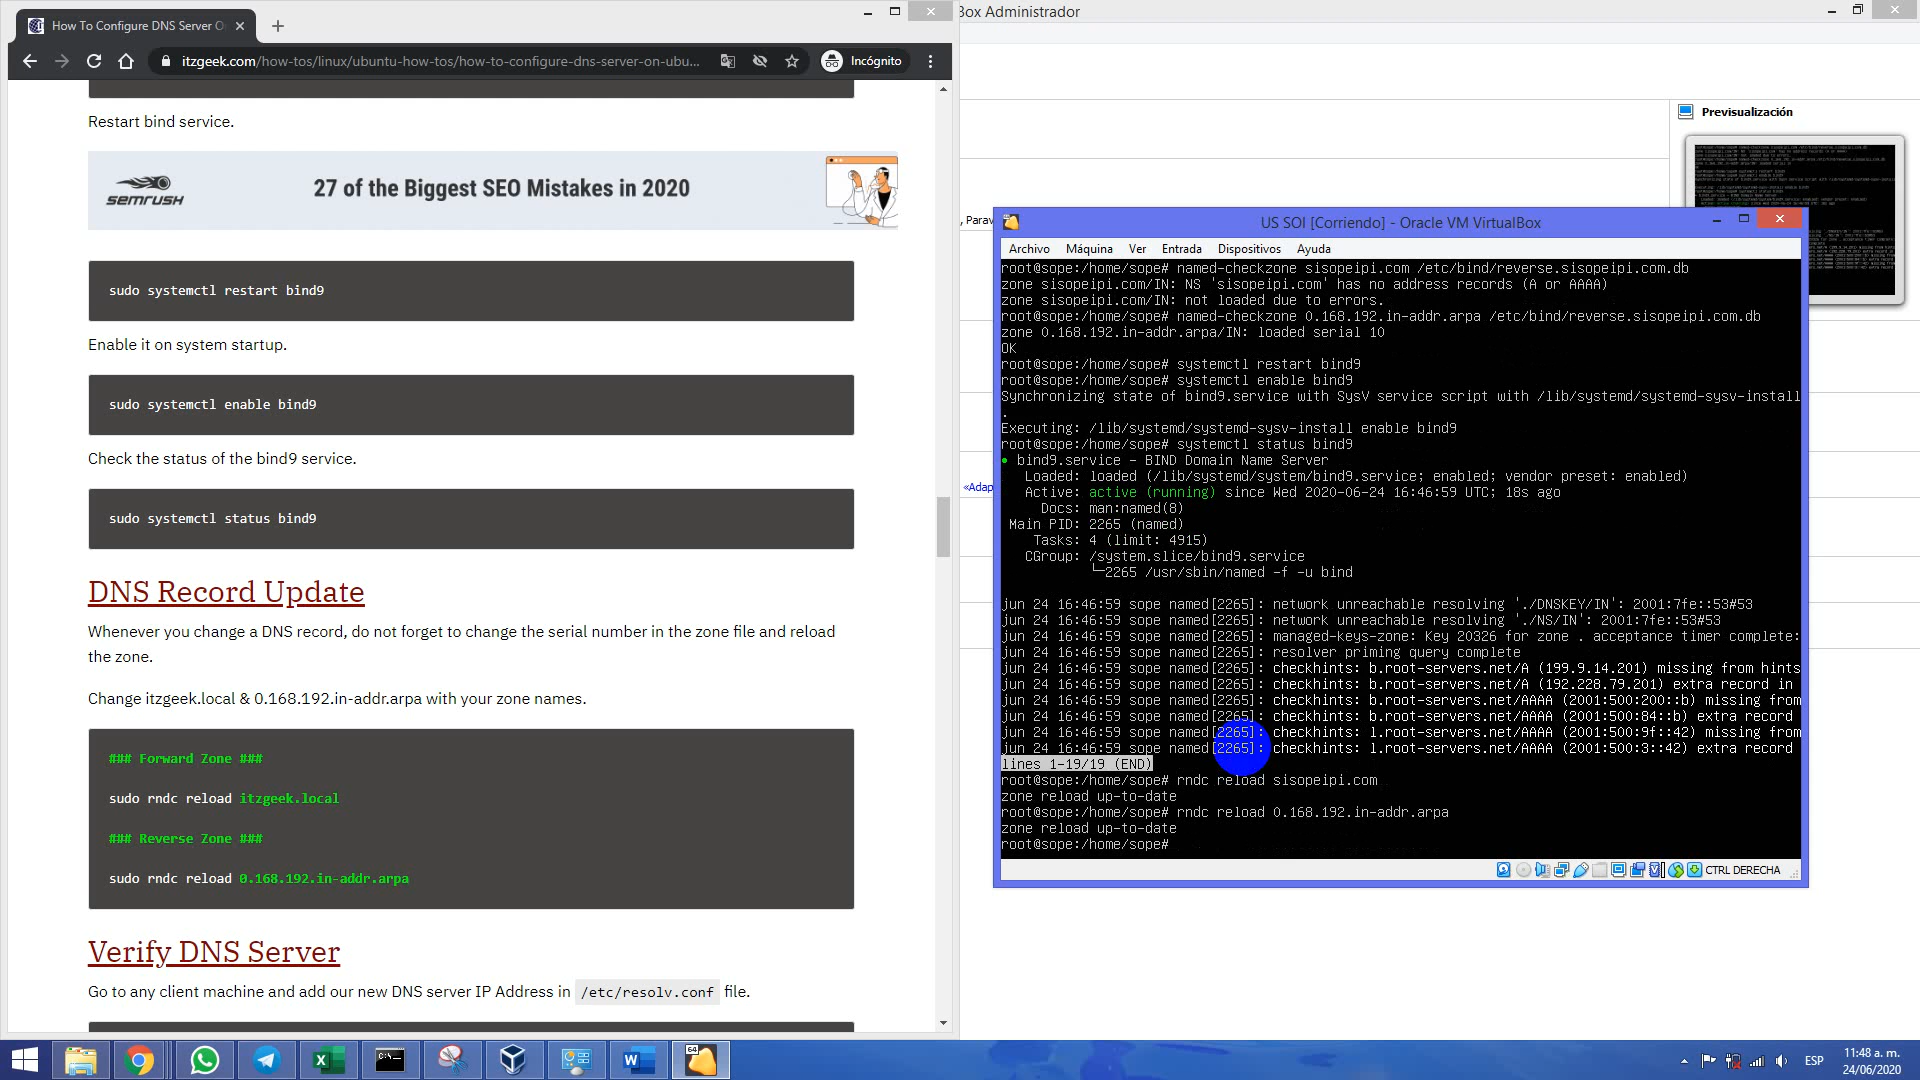 How To Configure DNS Server O
itzgeek.com/how-tos/linux/ubuntu-how-tos/how-to-configure-dns-server-on-ubu...
Incógnito
Restart bind service.
semrush
27 of the Biggest SEO Mistakes in 2020
sudo systemctl restart bind9
Enable it on system startup.
sudo systemctl enable bind9
Check the status of the bind9 service.
sudo systemctl status bind9
DNS Record Update
Whenever you change a DNS record, do not forget to change the serial number in the zone file and reload
the zone.
Change itzgeek.local & 0.168.192.in-addr.arpa with your zone names.
### Forward Zone ###
sudo rndc reload itzgeek.local
### Reverse Zone ###
sudo rndc reload 0.168.192.in-addr.arpa
Verify DNS Server
Go to any client machine and add our new DNS server IP Address in /etc/resolv.conf file.
Box Administrador
Previsualización
, Parav
«Adap
US SOI [Corriendo] - Oracle VM VirtualBox
Archivo Máquina Ver Entrada Dispositivos Ayuda
root@sope:/home/sope# named-checkzone sisopeipi.com /etc/bind/reverse.sisopeipi.com.db
zone sisopeipi.com/IN: NS 'sisopeipi.com' has no address records (A or AAAA)
zone sisopeipi.com/IN: not loaded due to errors.
root@sope:/home/sope# named-checkzone 0.168.192.in-addr.arpa /etc/bind/reverse.sisopeipi.com.db
zone 0.168.192.in-addr.arpa/IN: loaded serial 10
OK
root@sope:/home/sope# systemctl restart bind9
root@sope:/home/sope# systemctl enable bind9
Synchronizing state of bind9.service with SysV service script with /lib/systemd/systemd-sysv-install
.
Executing: /lib/systemd/systemd-sysv-install enable bind9
root@sope:/home/sope# systemctl status bind9
● bind9.service - BIND Domain Name Server
Loaded: loaded (/lib/systemd/system/bind9.service; enabled; vendor preset: enabled)
Active: active (running) since Wed 2020-06-24 16:46:59 UTC; 18s ago
Docs: man:named(8)
Main PID: 2265 (named)
Tasks: 4 (limit: 4915)
CGroup: /system.slice/bind9.service
└─2265 /usr/sbin/named -f -u bind
jun 24 16:46:59 sope named[2265]: network unreachable resolving './DNSKEY/IN': 2001:7fe::53#53
jun 24 16:46:59 sope named[2265]: network unreachable resolving './NS/IN': 2001:7fe::53#53
jun 24 16:46:59 sope named[2265]: managed-keys-zone: Key 20326 for zone . acceptance timer complete:
jun 24 16:46:59 sope named[2265]: resolver priming query complete
jun 24 16:46:59 sope named[2265]: checkhints: b.root-servers.net/A (199.9.14.201) missing from hints
jun 24 16:46:59 sope named[2265]: checkhints: b.root-servers.net/A (192.228.79.201) extra record in
jun 24 16:46:59 sope named[2265]: checkhints: b.root-servers.net/AAAA (2001:500:200::b) missing from
jun 24 16:46:59 sope named[2265]: checkhints: b.root-servers.net/AAAA (2001:500:84::b) extra record
jun 24 16:46:59 sope named[2265]: checkhints: l.root-servers.net/AAAA (2001:500:9f::42) missing from
jun 24 16:46:59 sope named[2265]: checkhints: l.root-servers.net/AAAA (2001:500:3::42) extra record
lines 1-19/19 (END)
root@sope:/home/sope# rndc reload sisopeipi.com
zone reload up-to-date
root@sope:/home/sope# rndc reload 0.168.192.in-addr.arpa
zone reload up-to-date
root@sope:/home/sope#
CTRL DERECHA
64
ESP
11:48 a. m.
24/06/2020